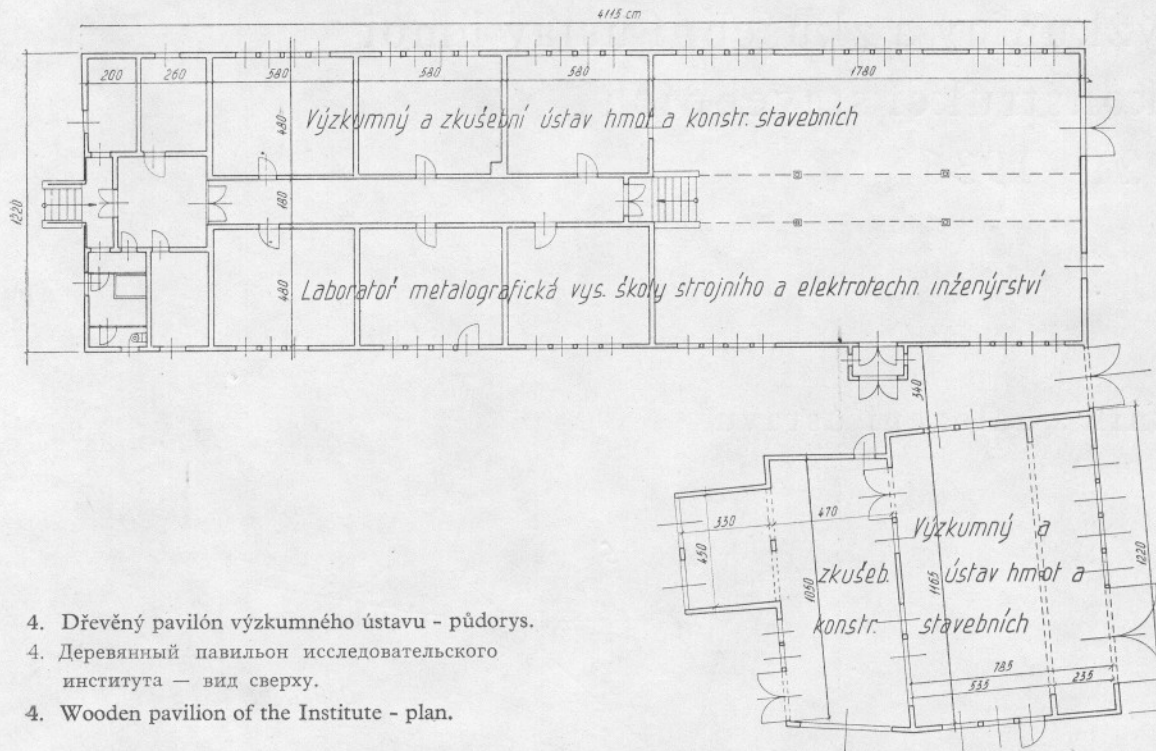 4115 cm
200 260 580 580 580 1780
480
Výzkumný a zkušební ústav hmot a konstr. stavebních
1220
180
480
Laboratoř metalografická vys. školy strojního a elektrotechn. inženýrství
340
330 470
450
1050
1165
1220
Výzkumný a
zkušeb. ústav hmot a
konstr. stavebních
785
535 235
4. Dřevěný pavilón výzkumného ústavu - půdorys.
4. Деревянный павильон исследовательского
института — вид сверху.
4. Wooden pavilion of the Institute - plan.